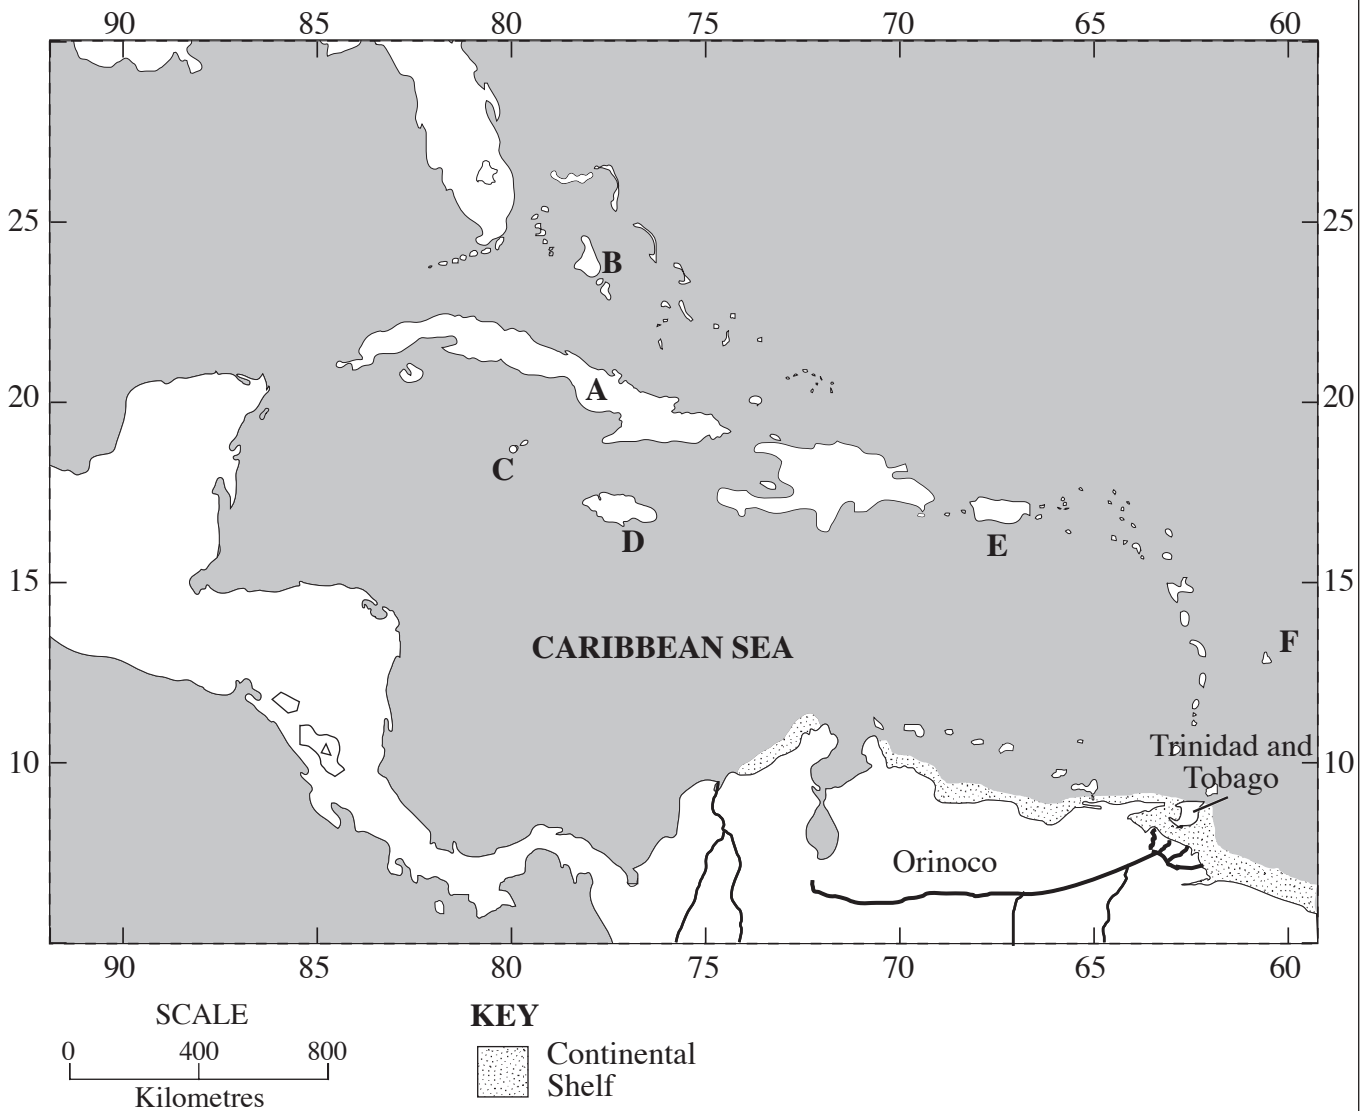 90 85 80 75 70 65 60
25 B 25
20 A 20
C
D E
15 15
CARIBBEAN SEA F
Trinidad and
10 10
Tobago
Orinoco
90 85 80 75 70 65 60
SCALE KEY
0 400 800 Continental
Shelf
Kilometres